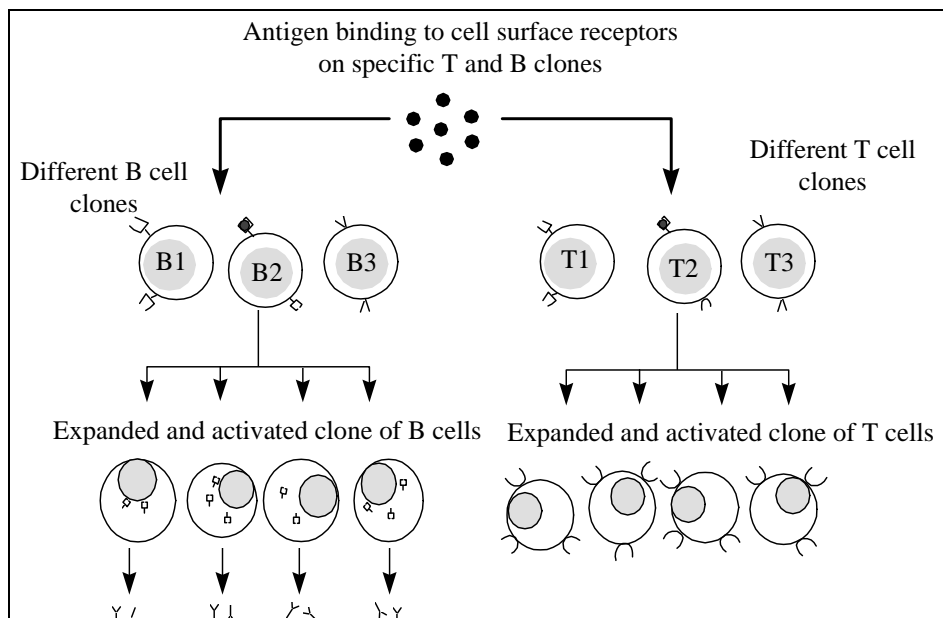 Antigen binding to cell surface receptors
on specific T and B clones
Different B cell
clones
Different T cell
clones
B1
B2
B3
T1
T2
T3
Expanded and activated clone of B cells
Expanded and activated clone of T cells